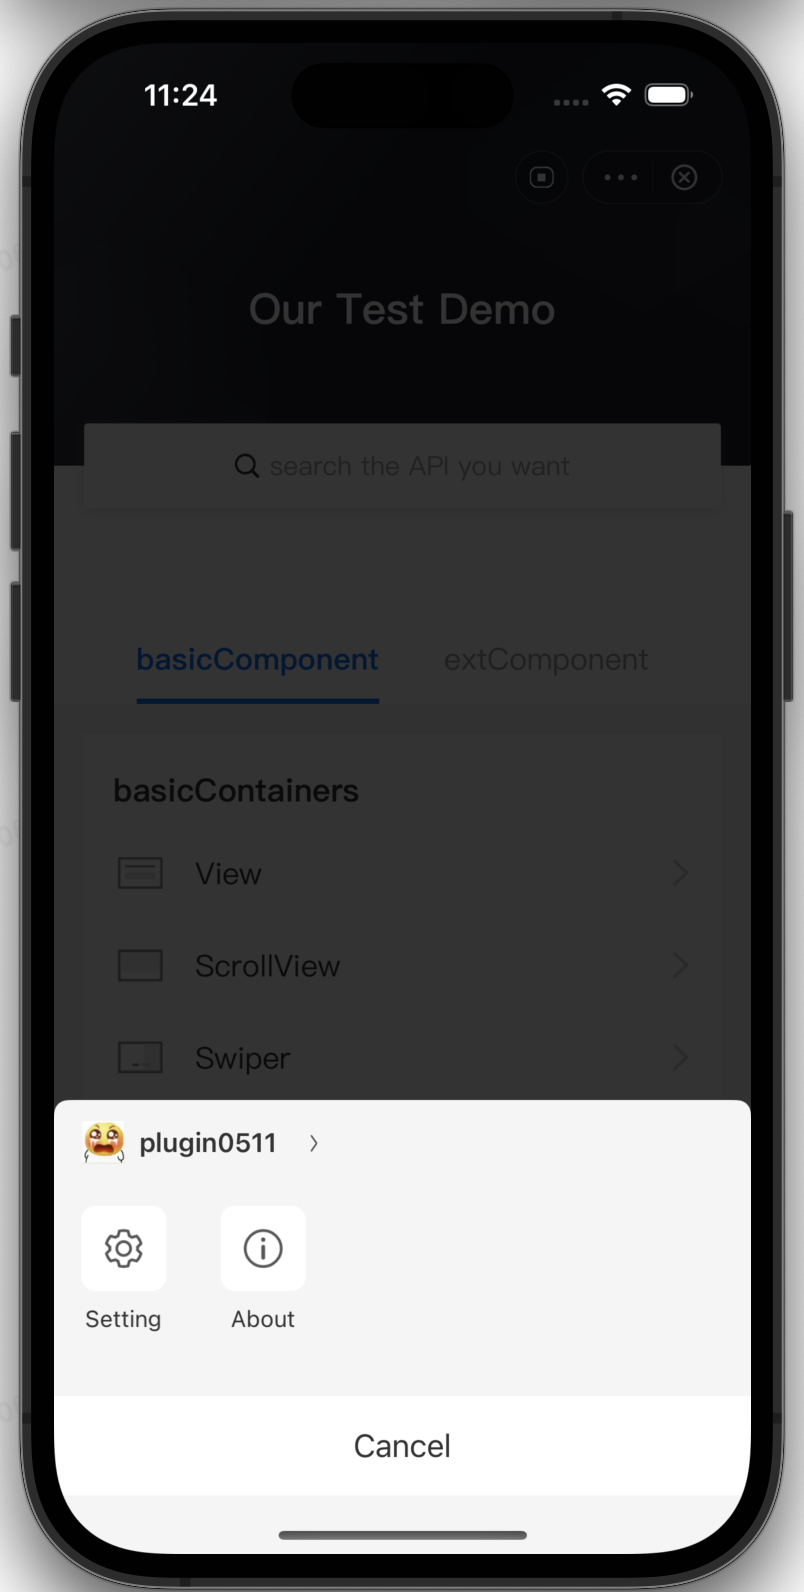 11:24
Our Test Demo
search the API you want
basicComponent
extComponent
basicContainers
View
ScrollView
Swiper
plugin0511
Setting
About
Cancel